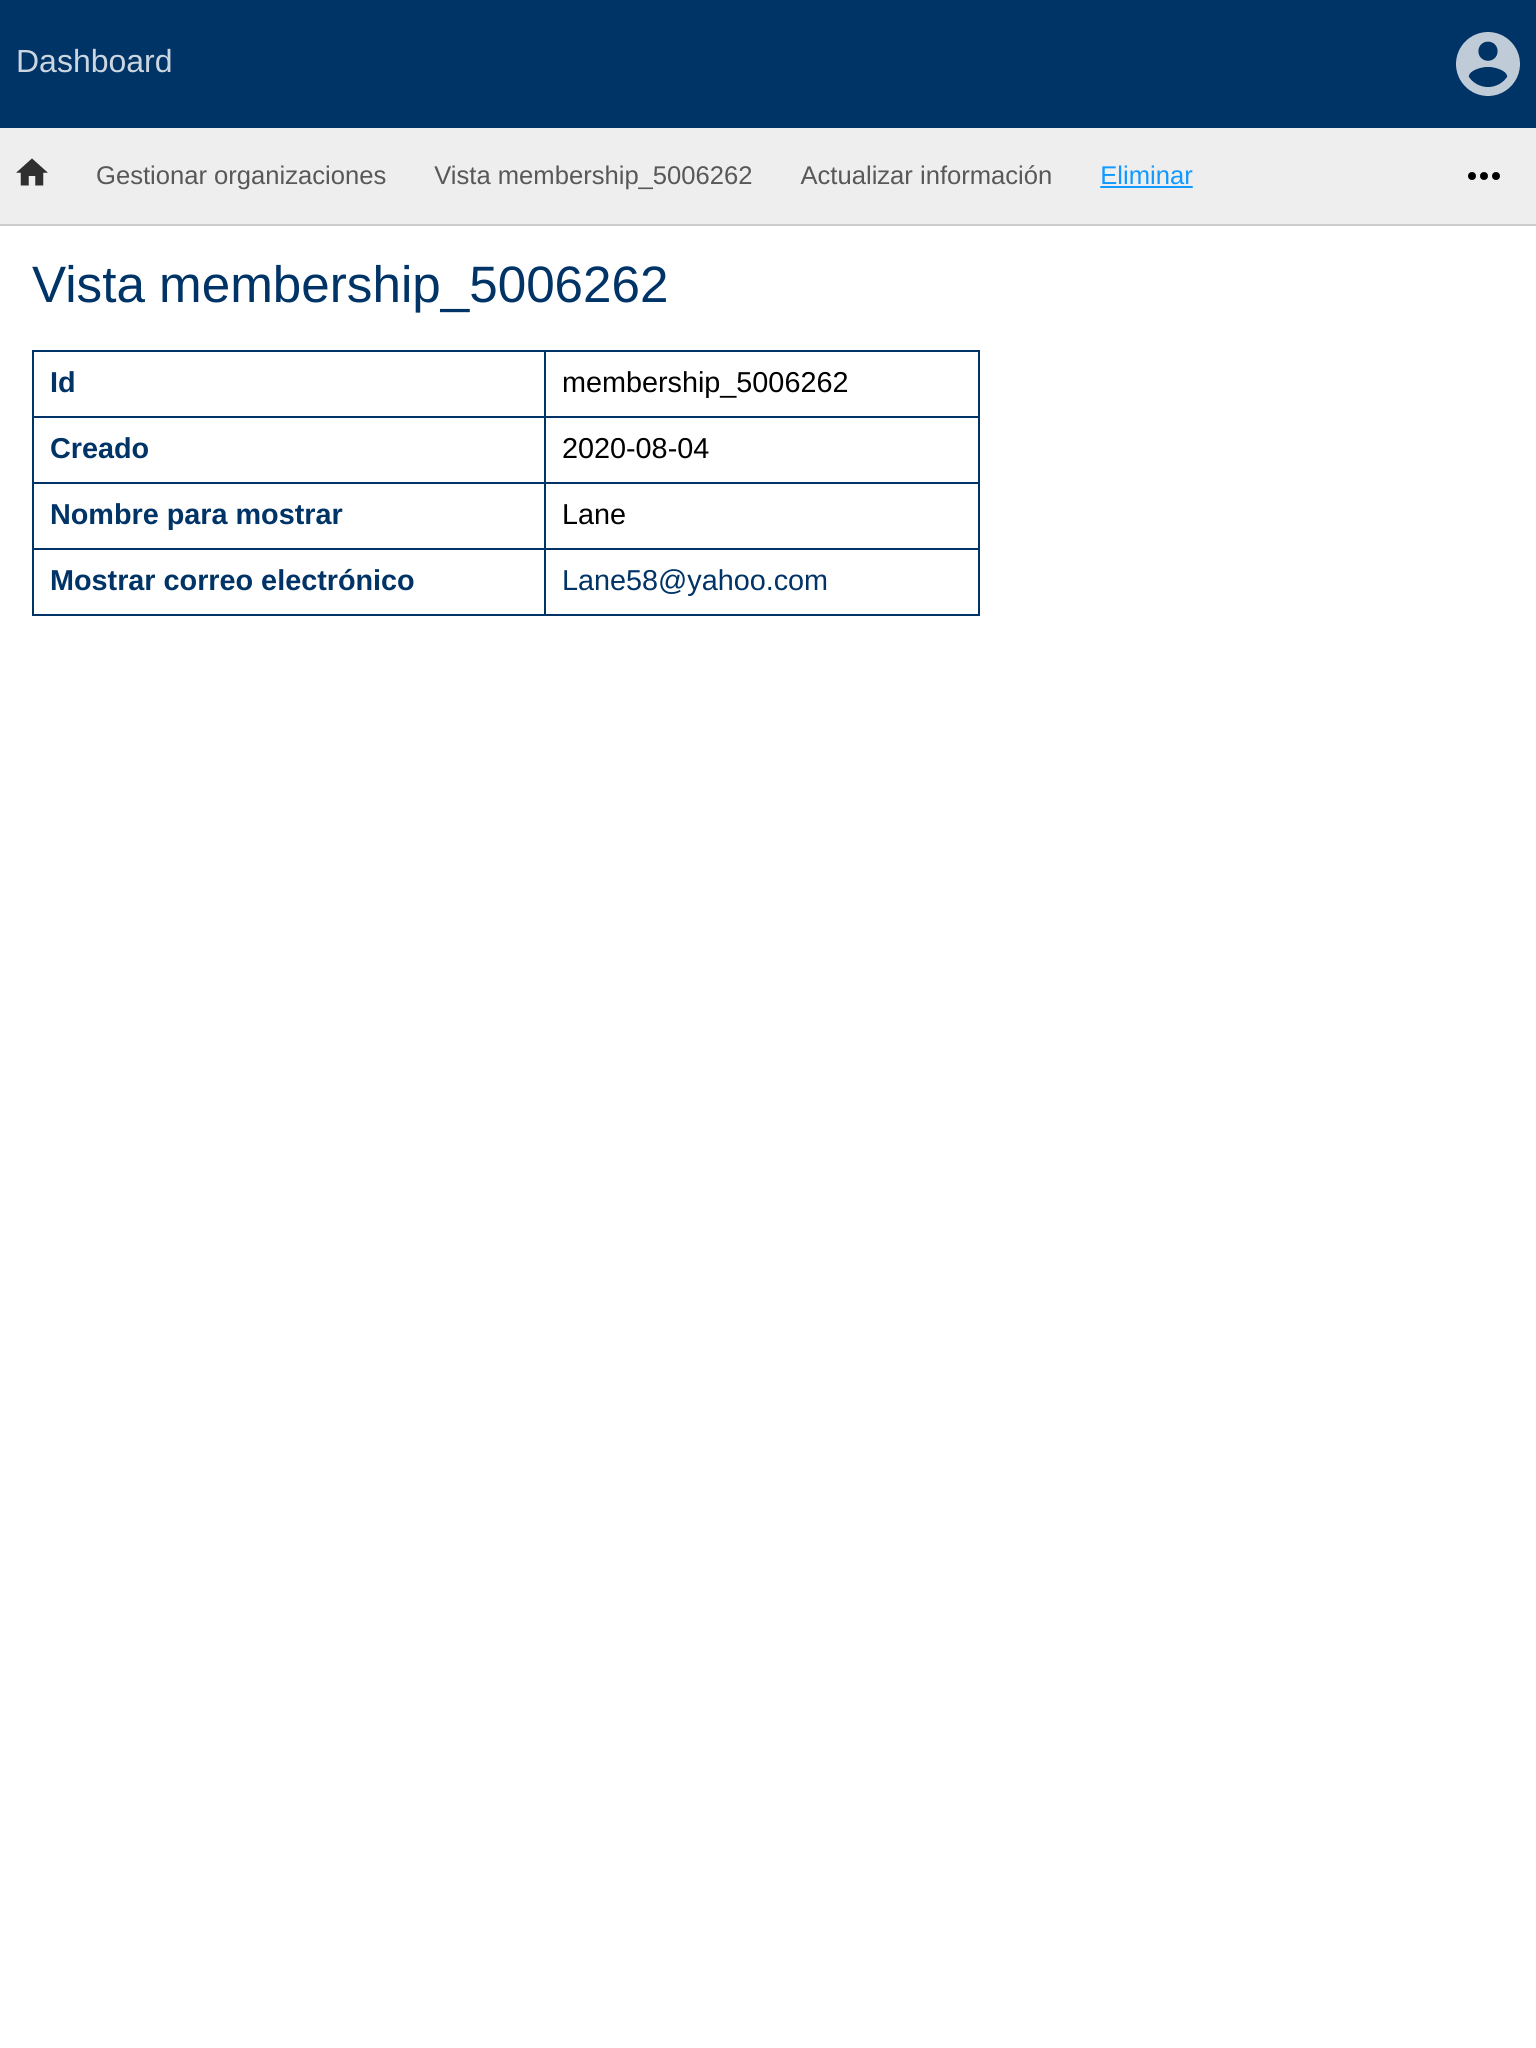 Dashboard
Gestionar organizaciones Vista membership_5006262 Actualizar información Eliminar
Vista membership_5006262
Id membership_5006262
Creado 2020-08-04
Nombre para mostrar Lane
Mostrar correo electrónico Lane58@yahoo.com